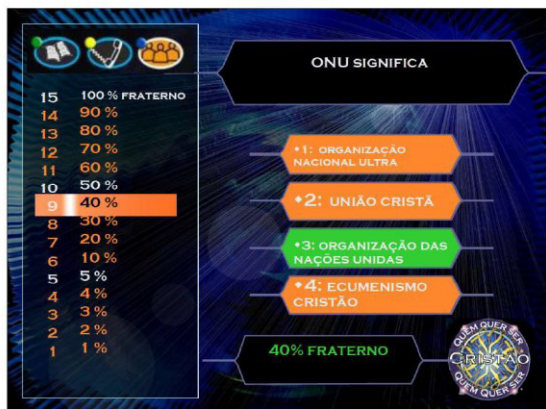 ONU SIGNIFICA
15 100 % FRATERNO
14 90 %
13 80 %
12 70 %
11 60 %
10 50 %
9 40 %
8 30 %
7 20 %
6 10 %
5 5 %
4 4 %
3 3 %
2 2 %
1 1 %
•1: ORGANIZAÇÃO
NACIONAL ULTRA
•2: UNIÃO CRISTÃ
•3: ORGANIZAÇÃO DAS
NAÇÕES UNIDAS
•4: ECUMENISMO
CRISTÃO
40% FRATERNO
QUEM QUER SER
CRISTAO
QUEM QUER SER